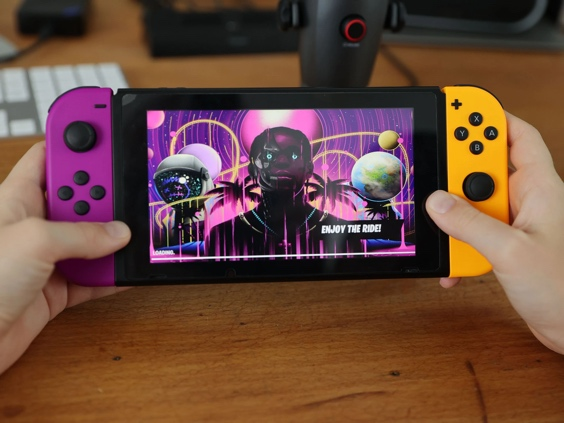 X
Y A
B
ENJOY THE RIDE!
LOADING.